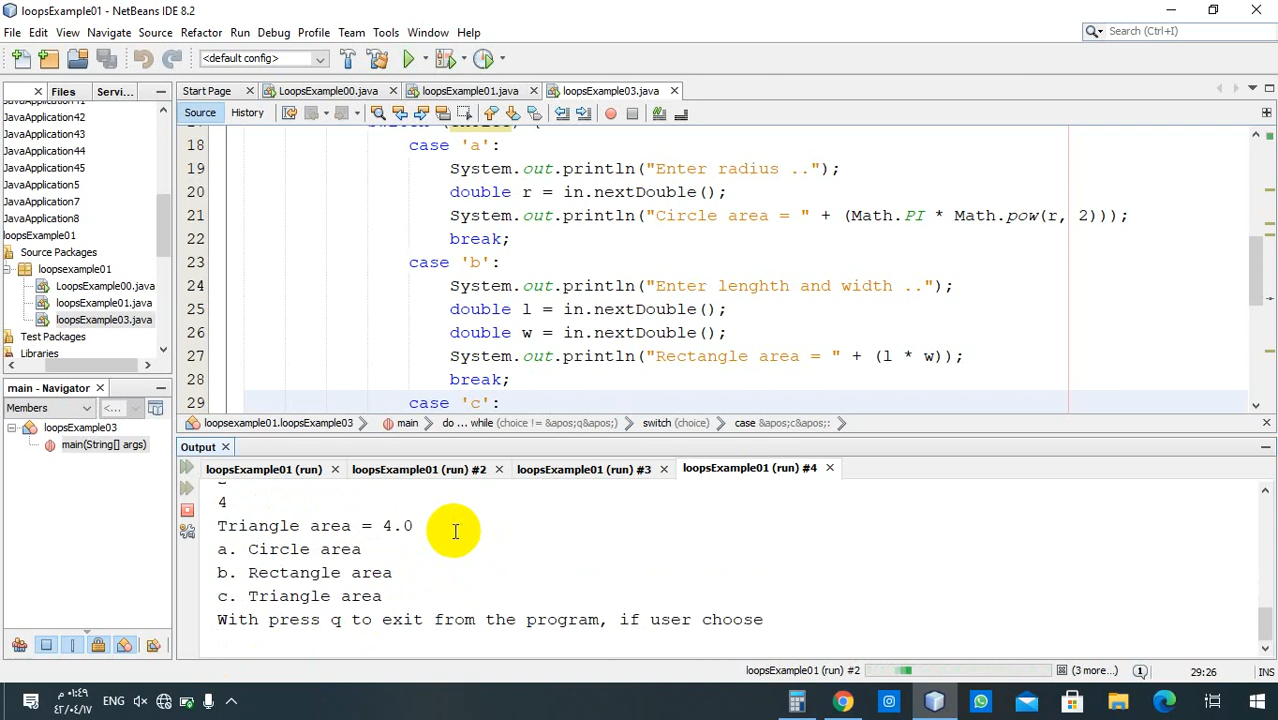 loopsExample01 - NetBeans IDE 8.2
File Edit View Navigate Source Refactor Run Debug Profile Team Tools Window Help
Search (Ctrl+I)
<default config>
Files Servi...
Start Page LoopsExample00.java loopsExample01.java loopsExample03.java
Source History
JavaApplication42
JavaApplication43
JavaApplication44
JavaApplication45
JavaApplication5
JavaApplication7
JavaApplication8
loopsExample01
Source Packages
loopsexample01
LoopsExample00.java
loopsExample01.java
loopsExample03.java
Test Packages
Libraries
18 case 'a':
19 System.out.println("Enter radius ..");
20 double r = in.nextDouble();
21 System.out.println("Circle area = " + (Math.PI * Math.pow(r, 2)));
22 break;
23 case 'b':
24 System.out.println("Enter lenghth and width ..");
25 double l = in.nextDouble();
26 double w = in.nextDouble();
27 System.out.println("Rectangle area = " + (l * w));
28 break;
29 case 'c':
main - Navigator
Members <...
loopsExample03
main(String[] args)
loopsexample01.loopsExample03 main do ... while (choice != &apos;q&apos;) switch (choice) case &apos;c&apos;:
Output
loopsExample01 (run) loopsExample01 (run) #2 loopsExample01 (run) #3 loopsExample01 (run) #4
4
Triangle area = 4.0
a. Circle area
b. Rectangle area
c. Triangle area
With press q to exit from the program, if user choose
loopsExample01 (run) #2 (3 more...) 1 29:26 INS
ENG